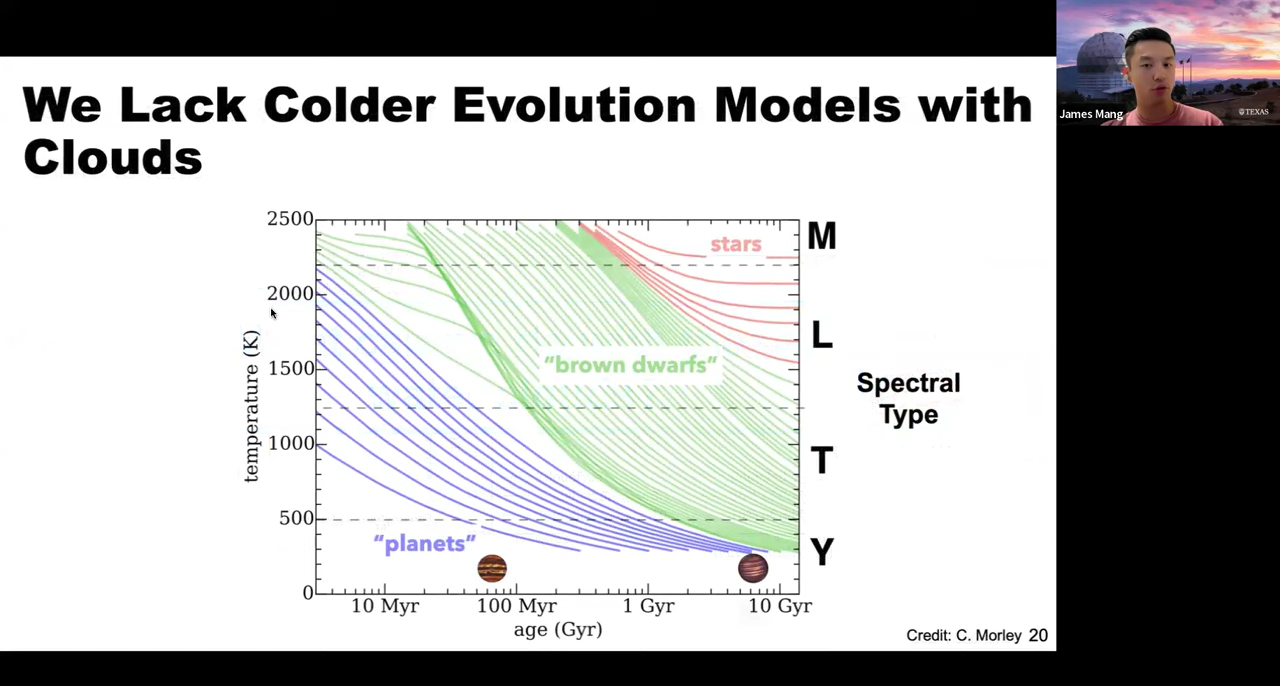 We Lack Colder Evolution Models with
Clouds
James Mang
TEXAS
2500
2000
1500
1000
500
0
temperature (K)
stars
"brown dwarfs"
"planets"
M
L
T
Y
Spectral
Type
10 Myr
100 Myr
1 Gyr
10 Gyr
age (Gyr)
Credit: C. Morley 20